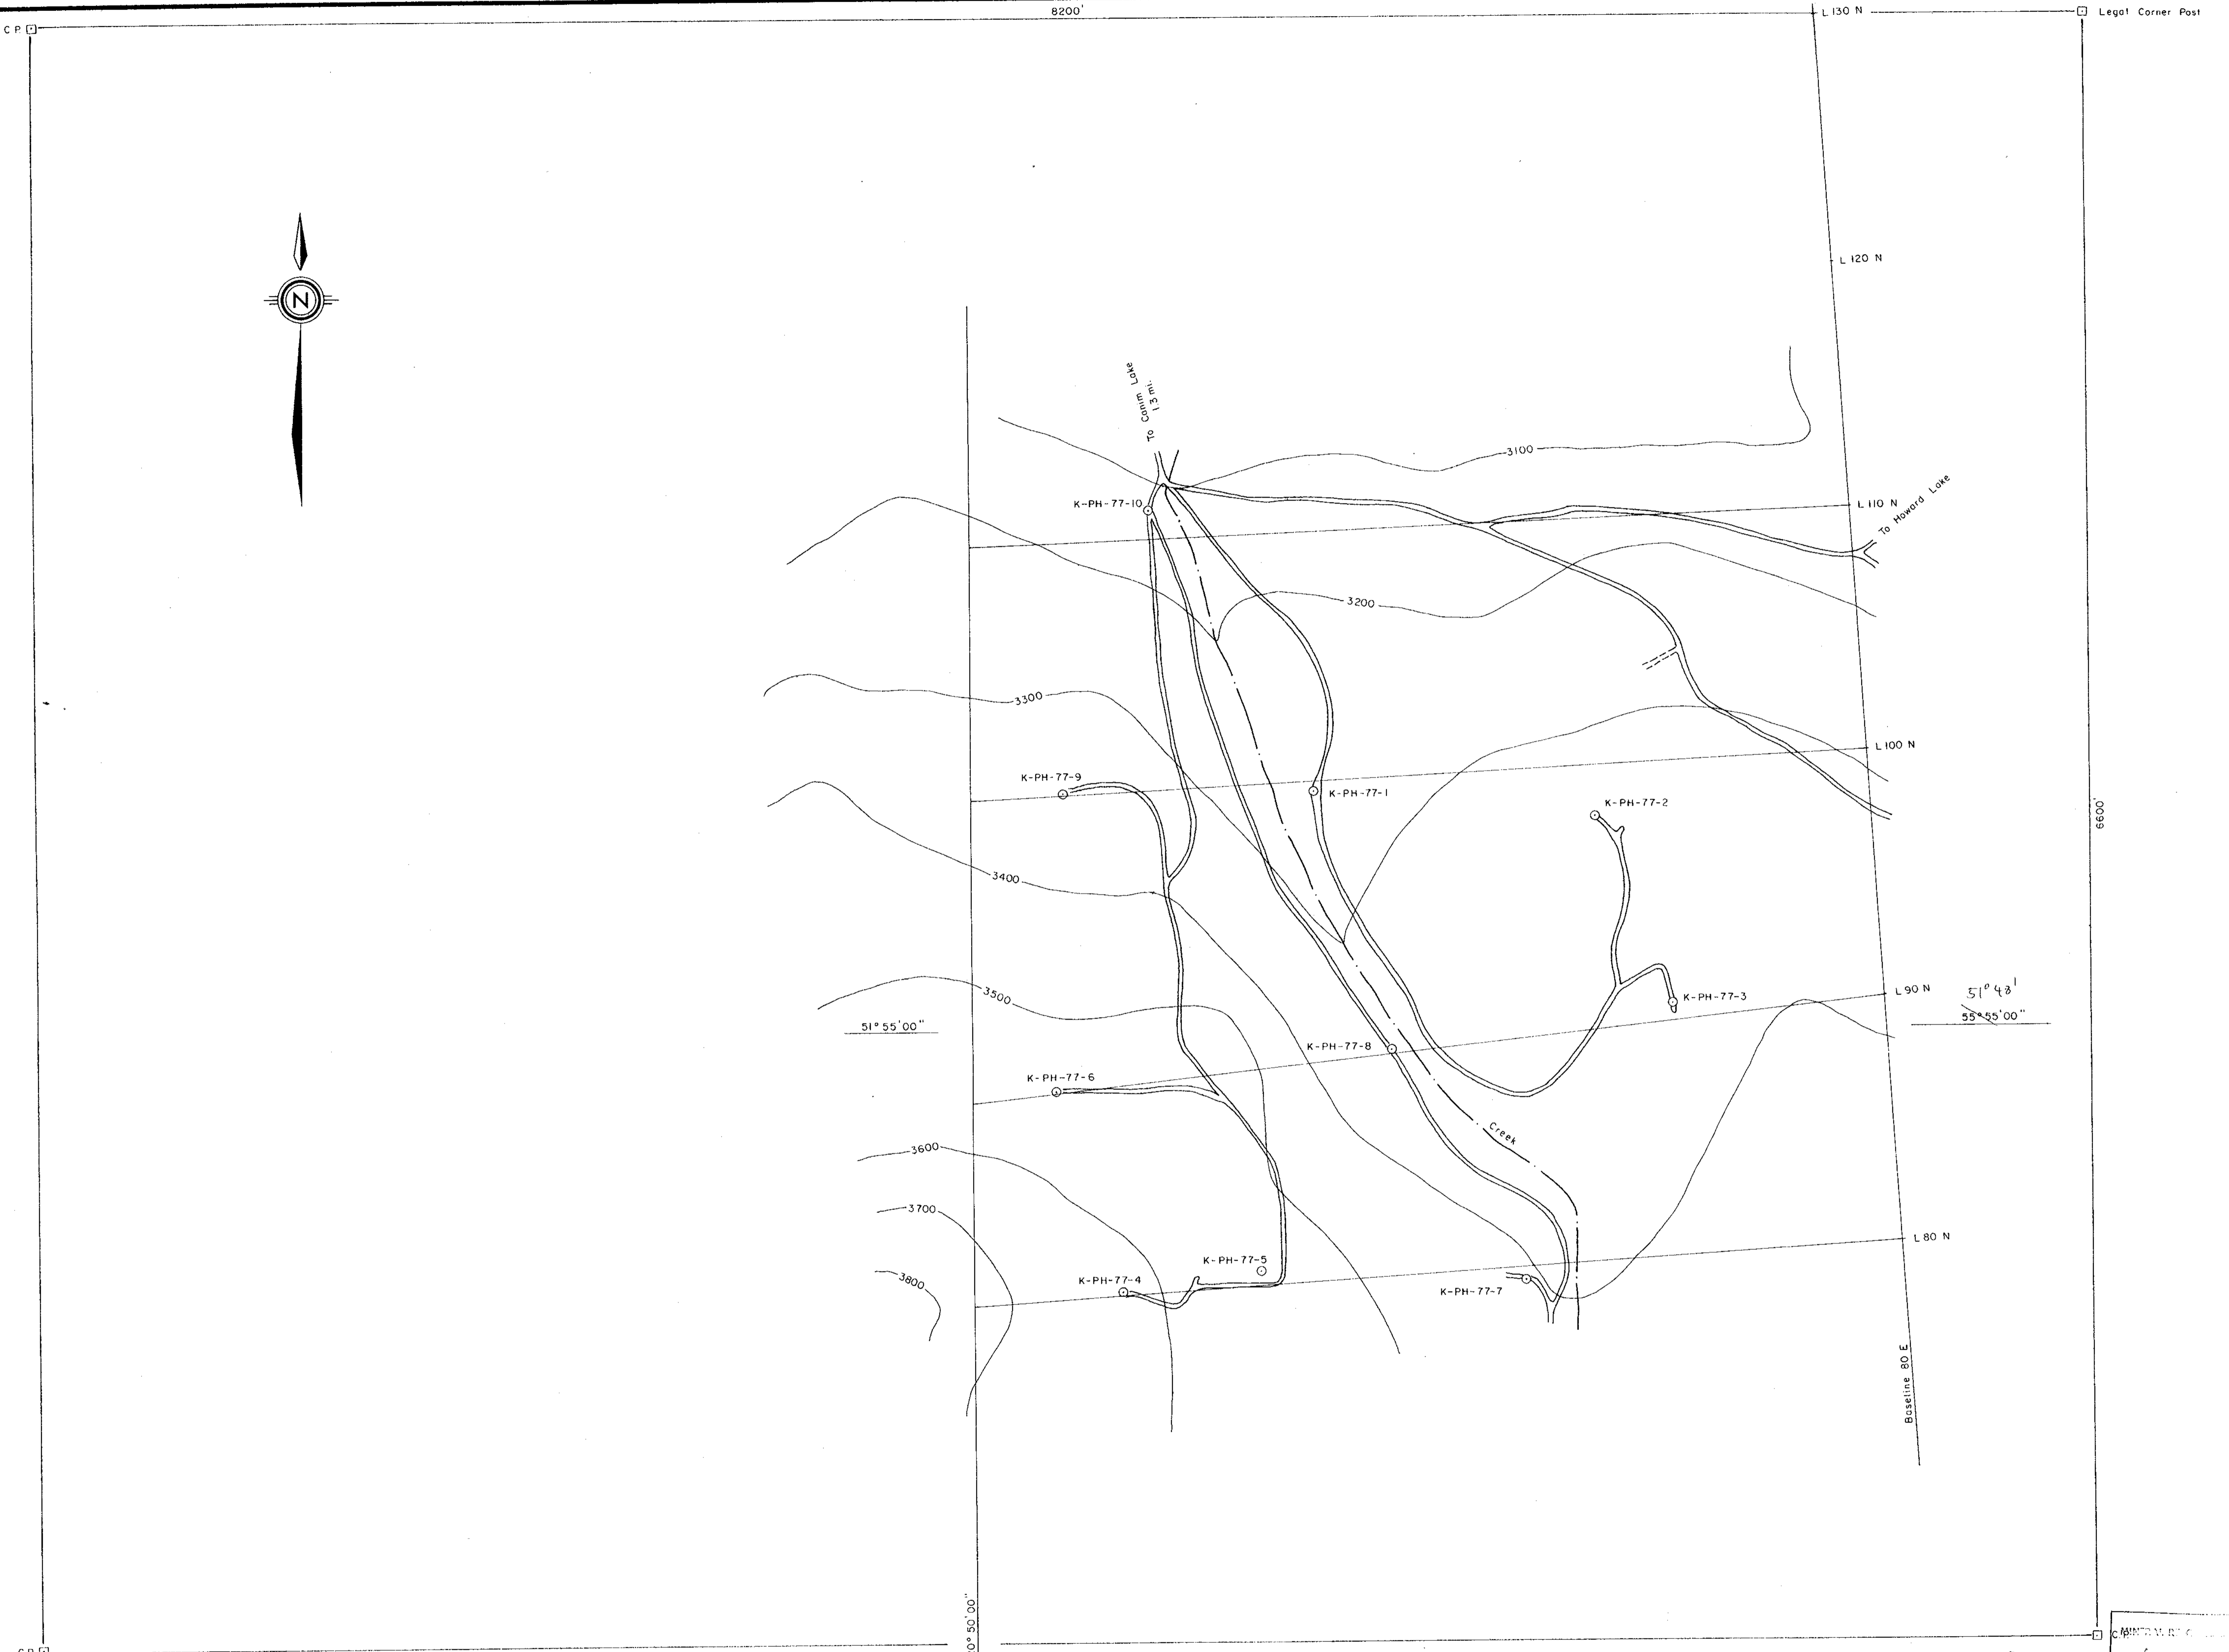 8200'
L 130 N
C P.
Legal Corner Post
L 120 N
N
To Canim Lake
1.3 mi.
3100
K-PH-77-10
L 110 N
To Howard Lake
3200
3300
L 100 N
K-PH-77-9
K-PH-77-1
K-PH-77-2
6600'
3400
3500
K-PH-77-3
L 90 N
51° 48'
51° 55' 00"
55° 55' 00"
K-PH-77-8
K-PH-77-6
Creek
3600
3700
L 80 N
K-PH-77-5
3800
K-PH-77-4
K-PH-77-7
Baseline 80 E
0° 50' 00"
C.P.